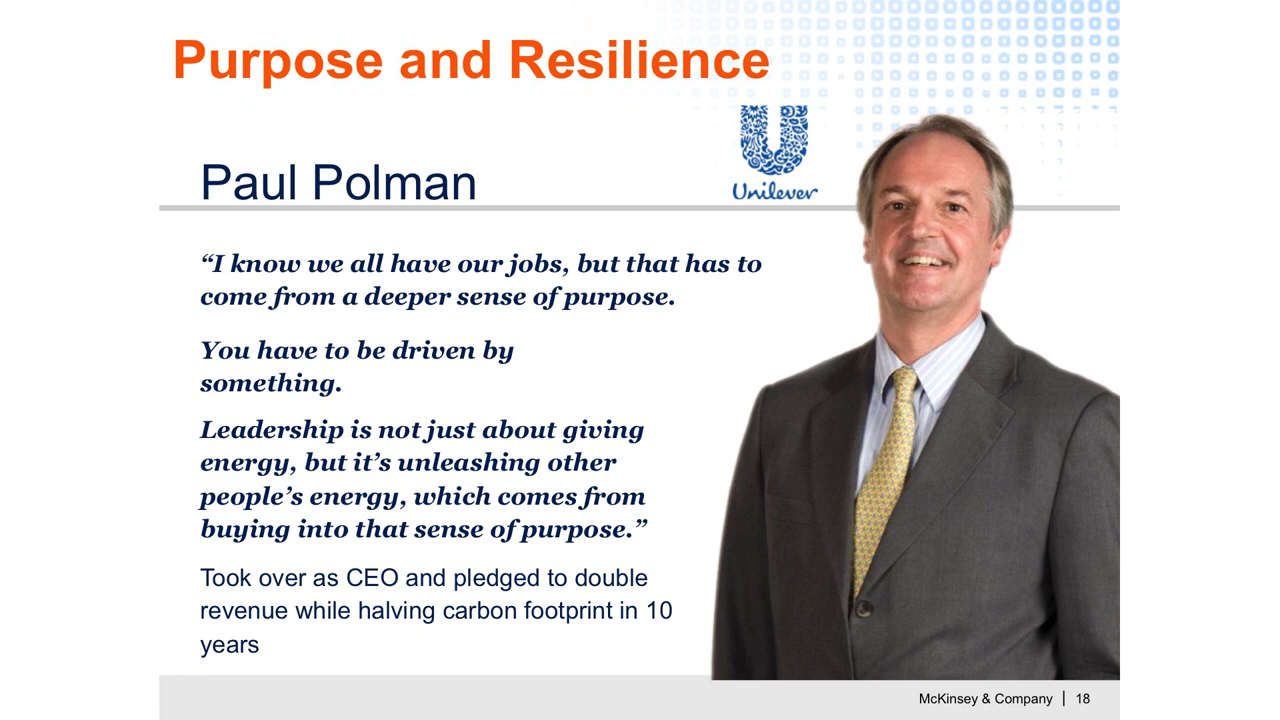 Purpose and Resilience
Unilever
Paul Polman
“I know we all have our jobs, but that has to
come from a deeper sense of purpose.
You have to be driven by
something.
Leadership is not just about giving
energy, but it’s unleashing other
people’s energy, which comes from
buying into that sense of purpose.”
Took over as CEO and pledged to double
revenue while halving carbon footprint in 10
years
McKinsey & Company | 18